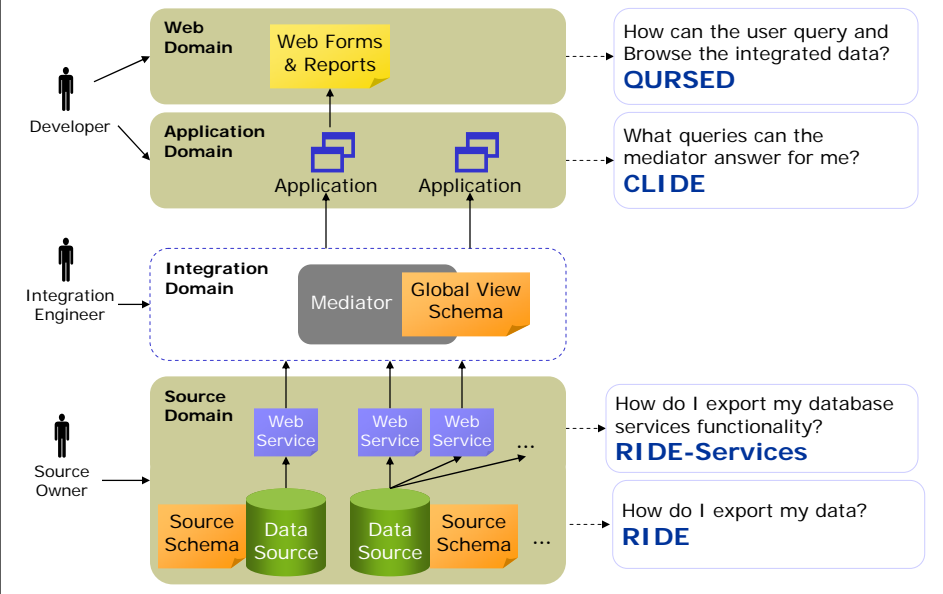 Web
Domain
Web Forms
& Reports
How can the user query and
Browse the integrated data?
QURSED
Developer
Application
Domain
Application
Application
What queries can the
mediator answer for me?
CLIDE
Integration
Engineer
Integration
Domain
Mediator
Global View
Schema
Source
Owner
Source
Domain
Web
Service
Web
Service
Web
Service
...
How do I export my database
services functionality?
RIDE-Services
Source
Schema
Data
Source
Data
Source
Source
Schema
...
How do I export my data?
RIDE